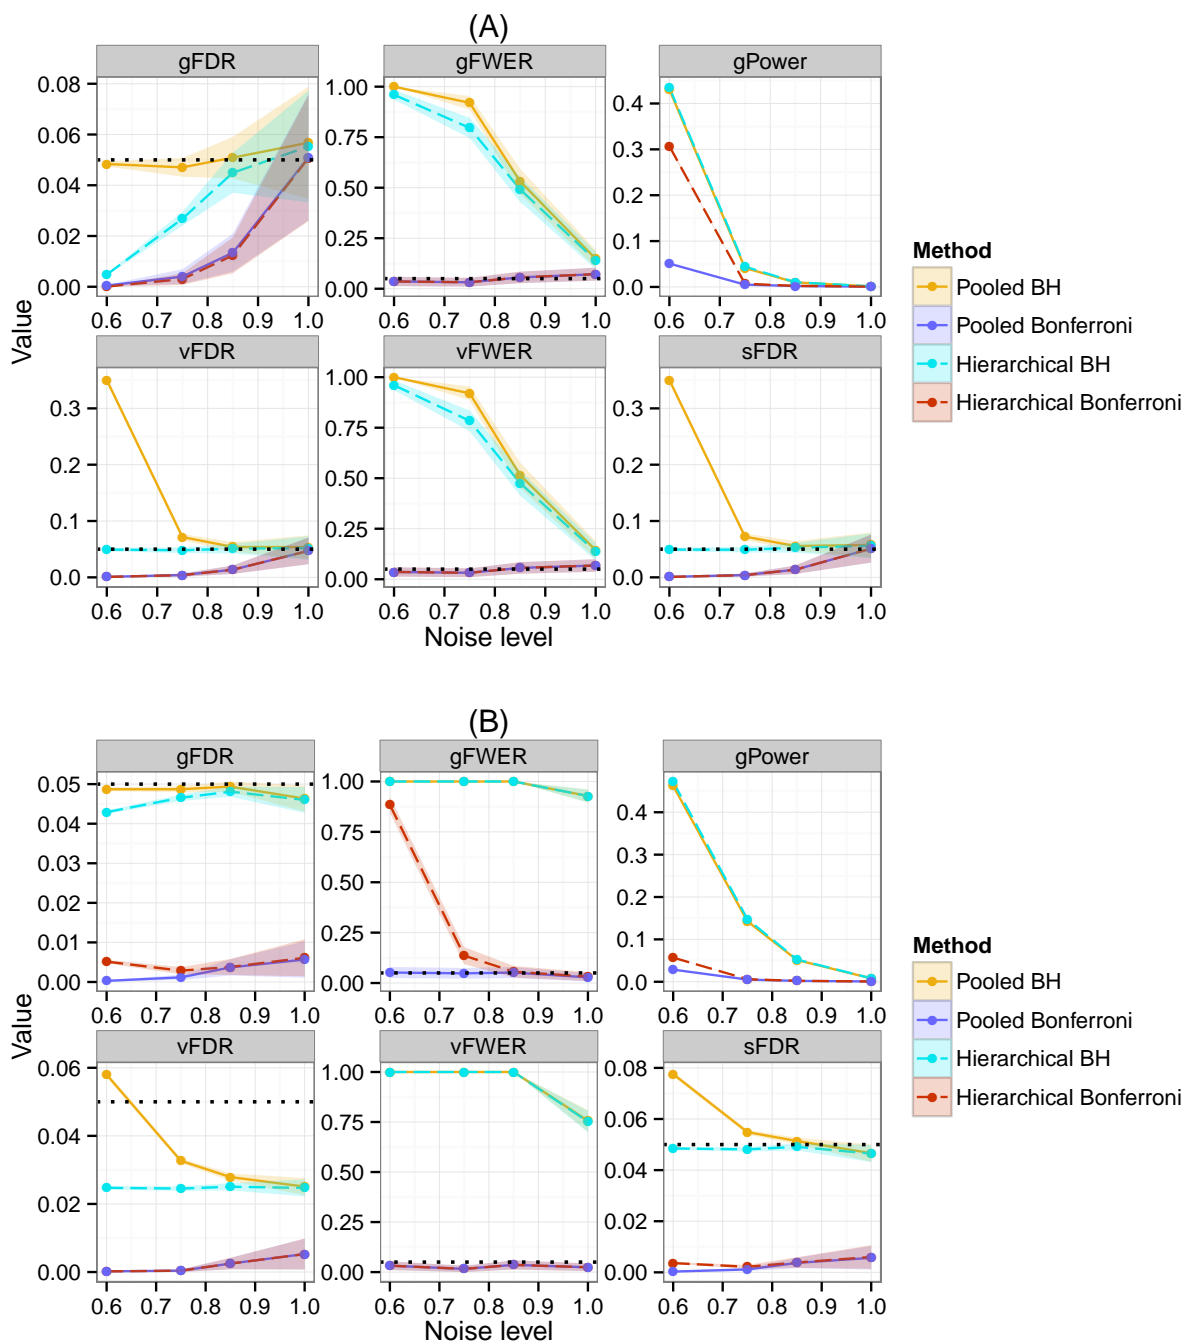 (A)
gFDR gFWER gPower
0.08 0.06 0.04 0.02 0.00
1.00 0.75 0.50 0.25 0.00
0.4 0.3 0.2 0.1 0.0
0.6 0.7 0.8 0.9 1.0 0.6 0.7 0.8 0.9 1.0 0.6 0.7 0.8 0.9 1.0
Value
vFDR vFWER sFDR
0.3 0.2 0.1 0.0
1.00 0.75 0.50 0.25 0.00
0.3 0.2 0.1 0.0
0.6 0.7 0.8 0.9 1.0 0.6 0.7 0.8 0.9 1.0 0.6 0.7 0.8 0.9 1.0
Noise level
Method
Pooled BH
Pooled Bonferroni
Hierarchical BH
Hierarchical Bonferroni
(B)
gFDR gFWER gPower
0.05 0.04 0.03 0.02 0.01 0.00
1.00 0.75 0.50 0.25 0.00
0.4 0.3 0.2 0.1 0.0
0.6 0.7 0.8 0.9 1.0 0.6 0.7 0.8 0.9 1.0 0.6 0.7 0.8 0.9 1.0
Value
vFDR vFWER sFDR
0.06 0.04 0.02 0.00
1.00 0.75 0.50 0.25 0.00
0.08 0.06 0.04 0.02 0.00
0.6 0.7 0.8 0.9 1.0 0.6 0.7 0.8 0.9 1.0 0.6 0.7 0.8 0.9 1.0
Noise level
Method
Pooled BH
Pooled Bonferroni
Hierarchical BH
Hierarchical Bonferroni